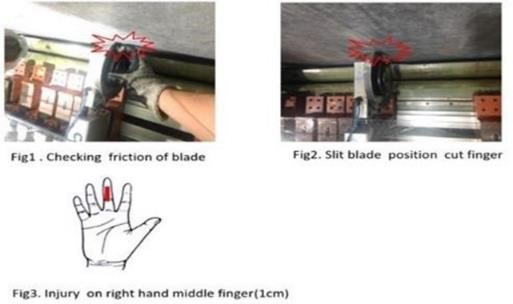 Fig1 . Checking friction of blade
Fig2. Slit blade position cut finger
Fig3. Injury on right hand middle finger(1cm)